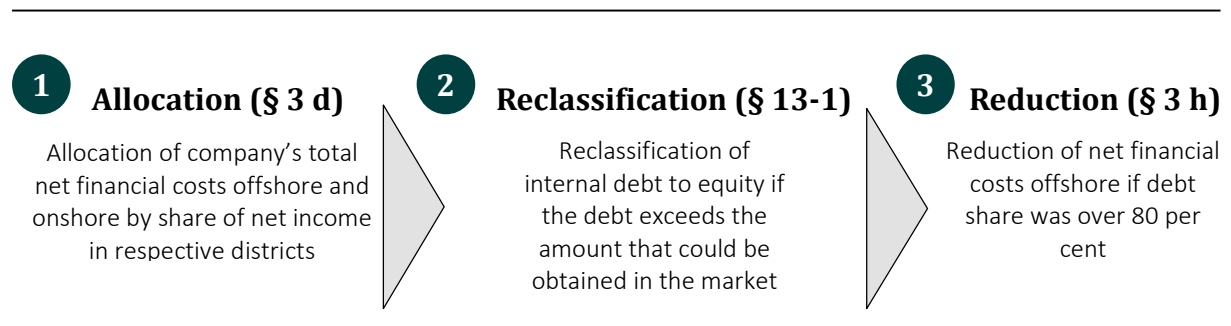 1
Allocation (§ 3 d)
Allocation of company's total
net financial costs offshore and
onshore by share of net income
in respective districts
2
Reclassification (§ 13-1)
Reclassification of
internal debt to equity if
the debt exceeds the
amount that could be
obtained in the market
3
Reduction (§ 3 h)
Reduction of net financial
costs offshore if debt
share was over 80 per
cent